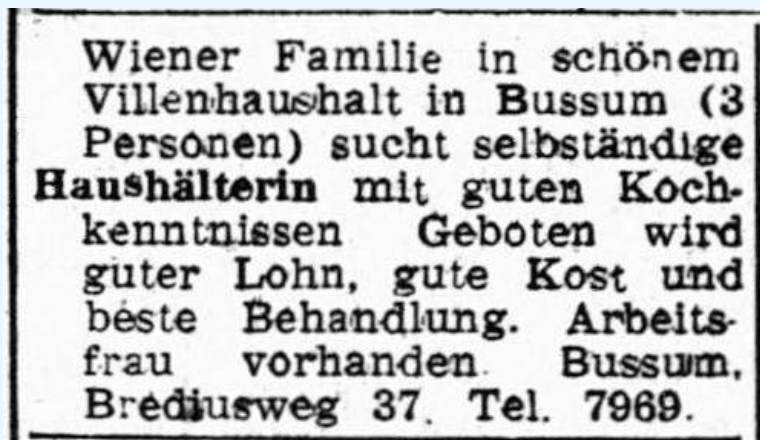 Wiener Familie in schönem
Villenhaushalt in Bussum (3
Personen) sucht selbständige
Haushälterin mit guten Koch-
kenntnissen Geboten wird
guter Lohn, gute Kost und
beste Behandlung. Arbeits-
frau vorhanden. Bussum,
Brediusweg 37. Tel. 7969.